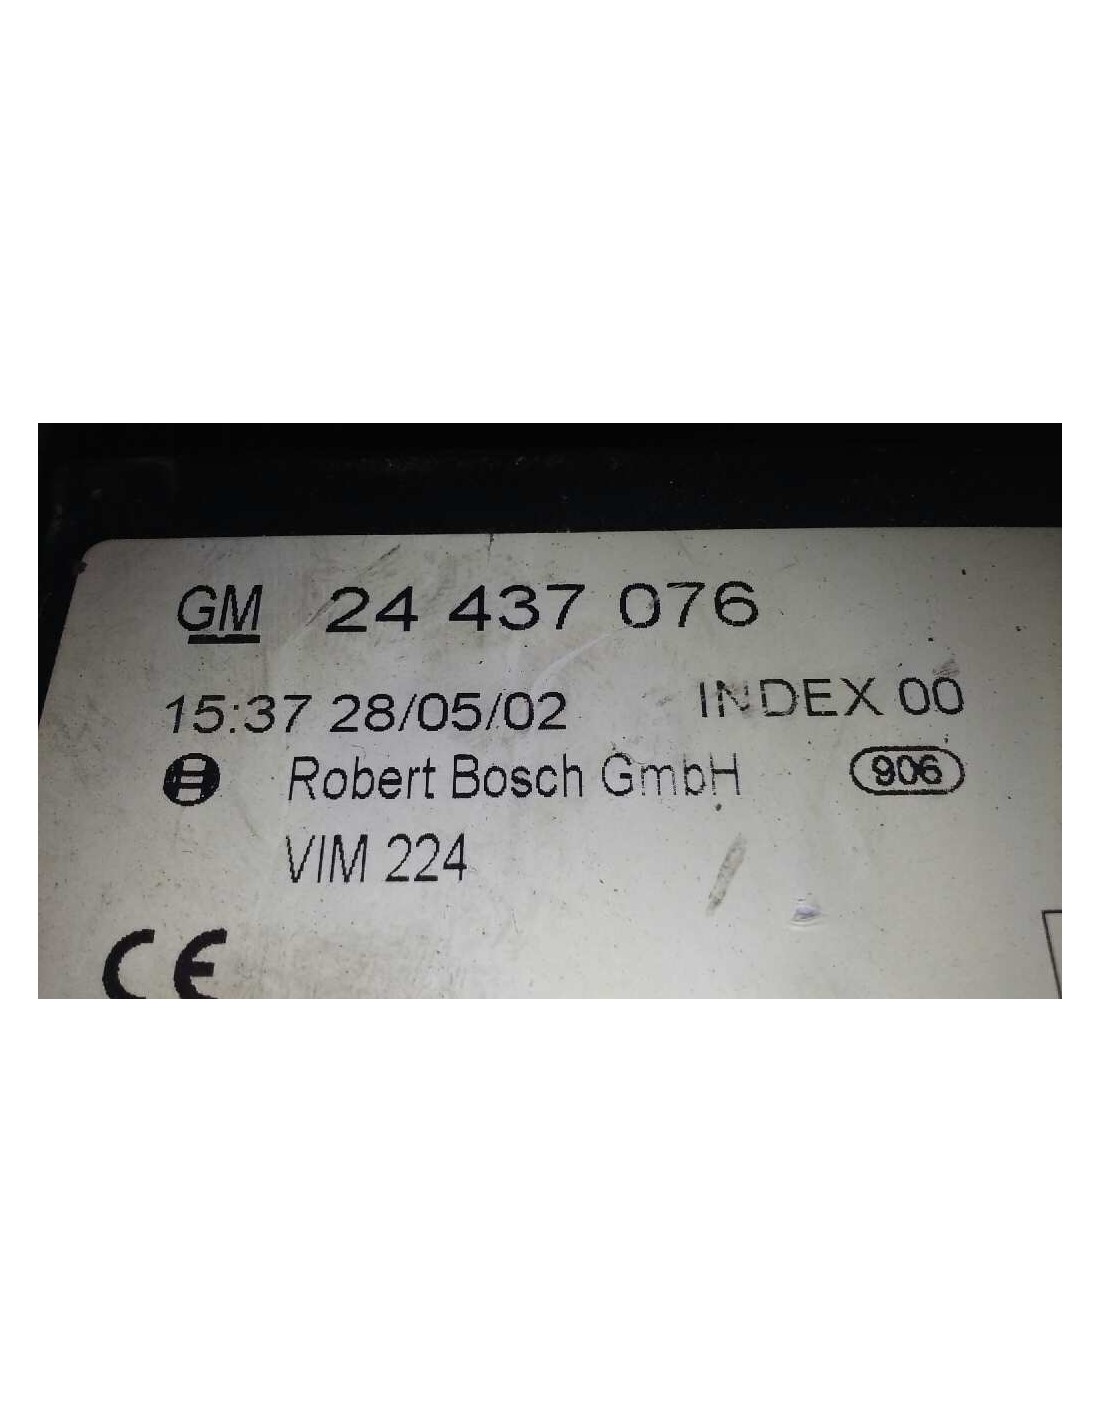 GM 24 437 076
15:37 28/05/02 INDEX 00
Robert Bosch GmbH 906
VIM 224
CE